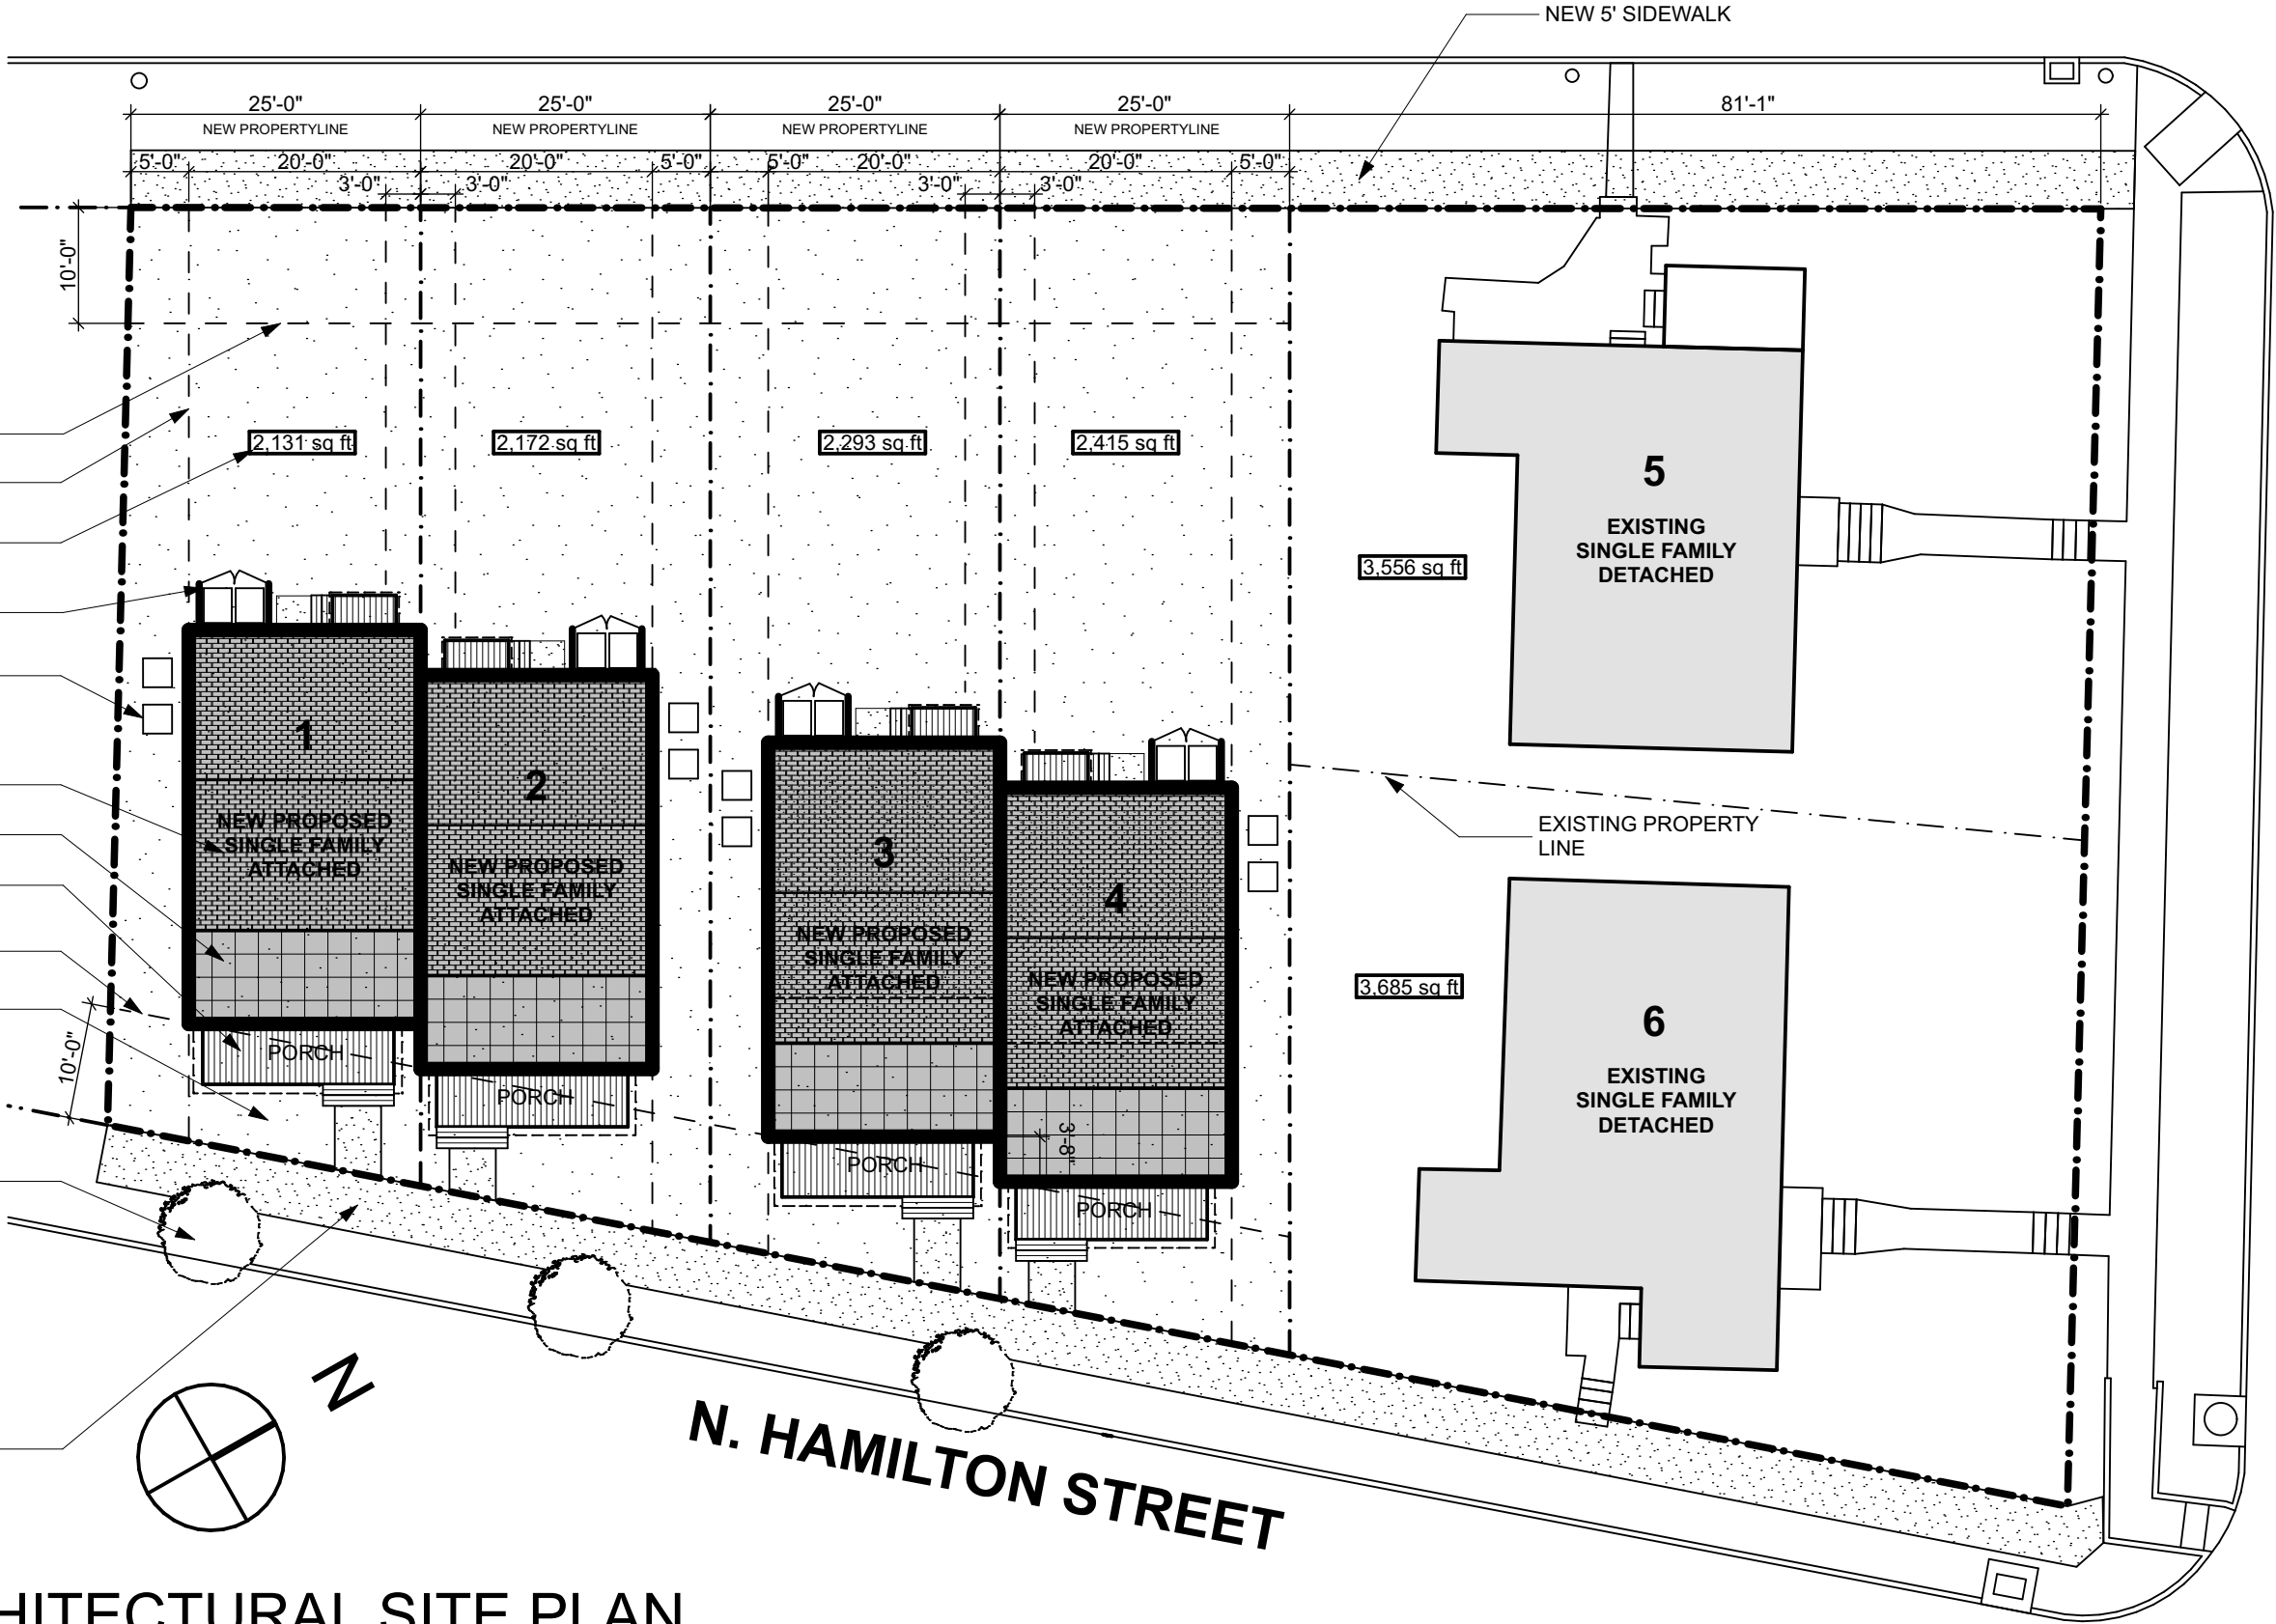 NEW 5' SIDEWALK
25'-0" 25'-0" 25'-0" 25'-0" 81'-1"
NEW PROPERTYLINE NEW PROPERTYLINE NEW PROPERTYLINE NEW PROPERTYLINE
5'-0" 20'-0" 20'-0" 5'-0" 5'-0" 20'-0" 20'-0" 5'-0"
3'-0" 3'-0" 3'-0" 3'-0"
10'-0"
2,131 sq ft 2,172 sq ft 2,293 sq ft 2,415 sq ft
5
EXISTING
SINGLE FAMILY
DETACHED
3,556 sq ft
1
NEW PROPOSED
SINGLE FAMILY
ATTACHED
2
NEW PROPOSED
SINGLE FAMILY
ATTACHED
3
NEW PROPOSED
SINGLE FAMILY
ATTACHED
4
NEW PROPOSED
SINGLE FAMILY
ATTACHED
EXISTING PROPERTY
LINE
3,685 sq ft
6
EXISTING
SINGLE FAMILY
DETACHED
10'-0"
PORCH
PORCH
PORCH
3'-8"
PORCH
N
N. HAMILTON STREET
HITECTURAL SITE PLAN